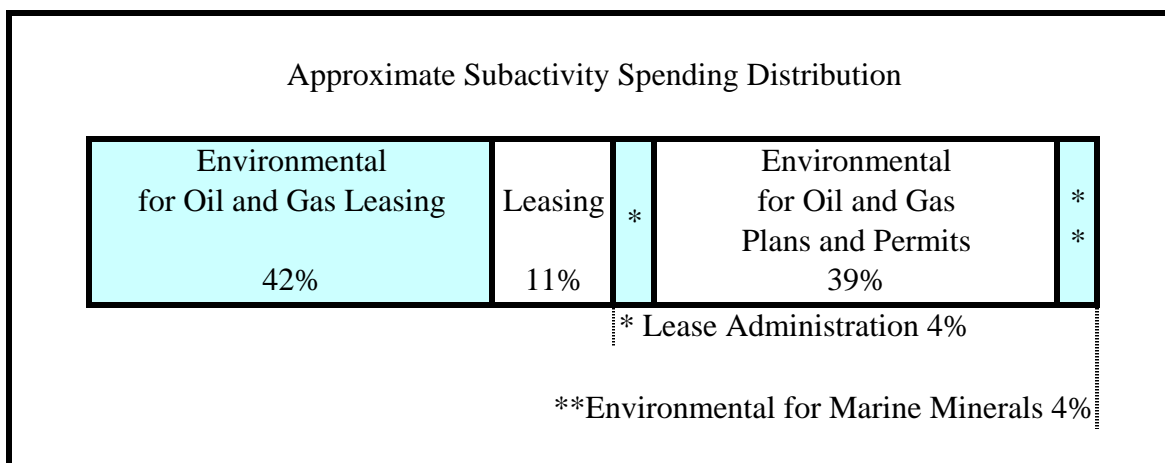 Approximate Subactivity Spending Distribution
Environmental
for Oil and Gas Leasing
42%
Leasing
11%
*
Environmental
for Oil and Gas
Plans and Permits
39%
*
*
* Lease Administration 4%
**Environmental for Marine Minerals 4%